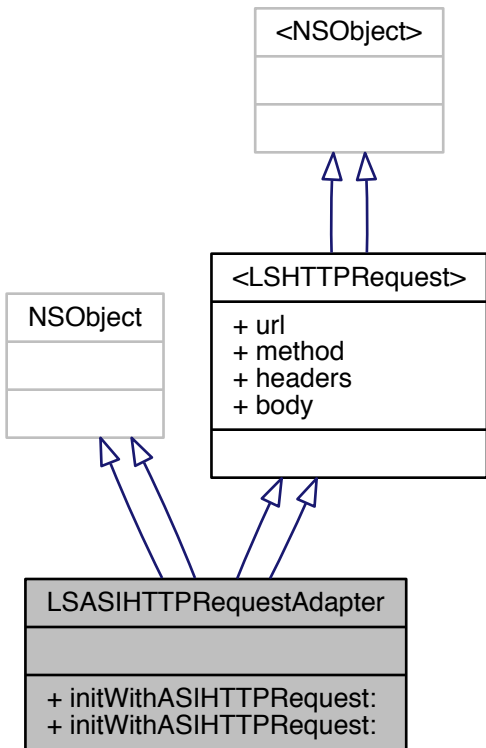 <NSObject>
<LSHTTPRequest>
+ url
+ method
+ headers
+ body
NSObject
LSASIHTTPRequestAdapter
+ initWithASIHTTPRequest:
+ initWithASIHTTPRequest: